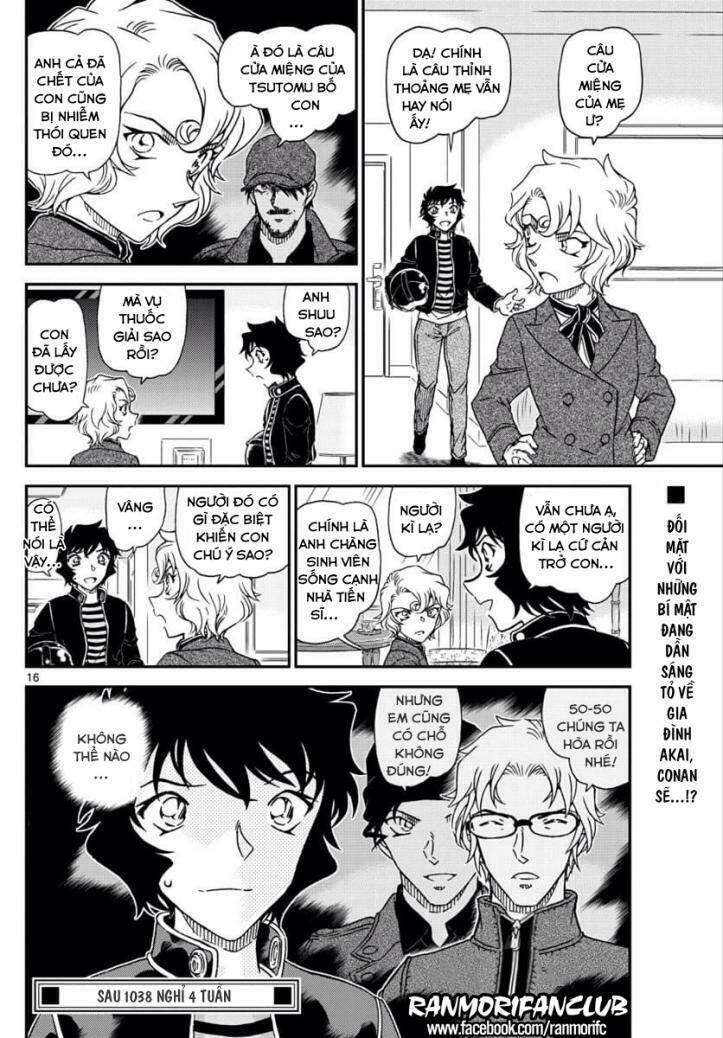 CÂU
CỬA
MIỆNG
CỦA MẸ
Ư?
DẠ! CHÍNH
LÀ CÂU THỈNH
THOẢNG MẸ VẪN
HAY NÓI
ẤY!
À ĐÓ LÀ CÂU
CỬA MIỆNG CỦA
TSUTOMU BỐ
CON
...
ANH CẢ ĐÃ
CHẾT CỦA
CON CŨNG
BỊ NHIỄM
THÓI QUEN
ĐÓ...
ANH
SHUU
SAO?
MÀ VỤ
THUỐC
GIẢI SAO
RỒI?
CON
ĐÃ LẤY
ĐƯỢC
CHƯA?
VẪN CHƯA Ạ,
CÓ MỘT NGƯỜI
KÌ LẠ CỨ CẢN
TRỞ CON...
NGƯỜI
KÌ LẠ?
CHÍNH LÀ
ANH CHÀNG
SINH VIÊN
SỐNG CẠNH
NHÀ TIẾN
SĨ...
NGƯỜI ĐÓ CÓ
GÌ ĐẶC BIỆT
KHIẾN CON
CHÚ Ý SAO?
VÂNG
...
CÓ
THỂ
NÓI LÀ
VẬY...
16
50-50
CHÚNG TA
HÒA RỒI
NHÉ!
NHƯNG
EM CŨNG
CÓ CHỖ
KHÔNG
ĐÚNG!
KHÔNG
THỂ NÀO
...
ĐỐI
MẶT
VỚI
NHỮNG
BÍ MẬT
ĐANG
DẦN
SÁNG
TỎ VỀ
GIA
ĐÌNH
AKAI,
CONAN
SẼ...!?
SAU 1038 NGHỈ 4 TUẦN
RANMORIFANCLUB
www.facebook.com/ranmorifc